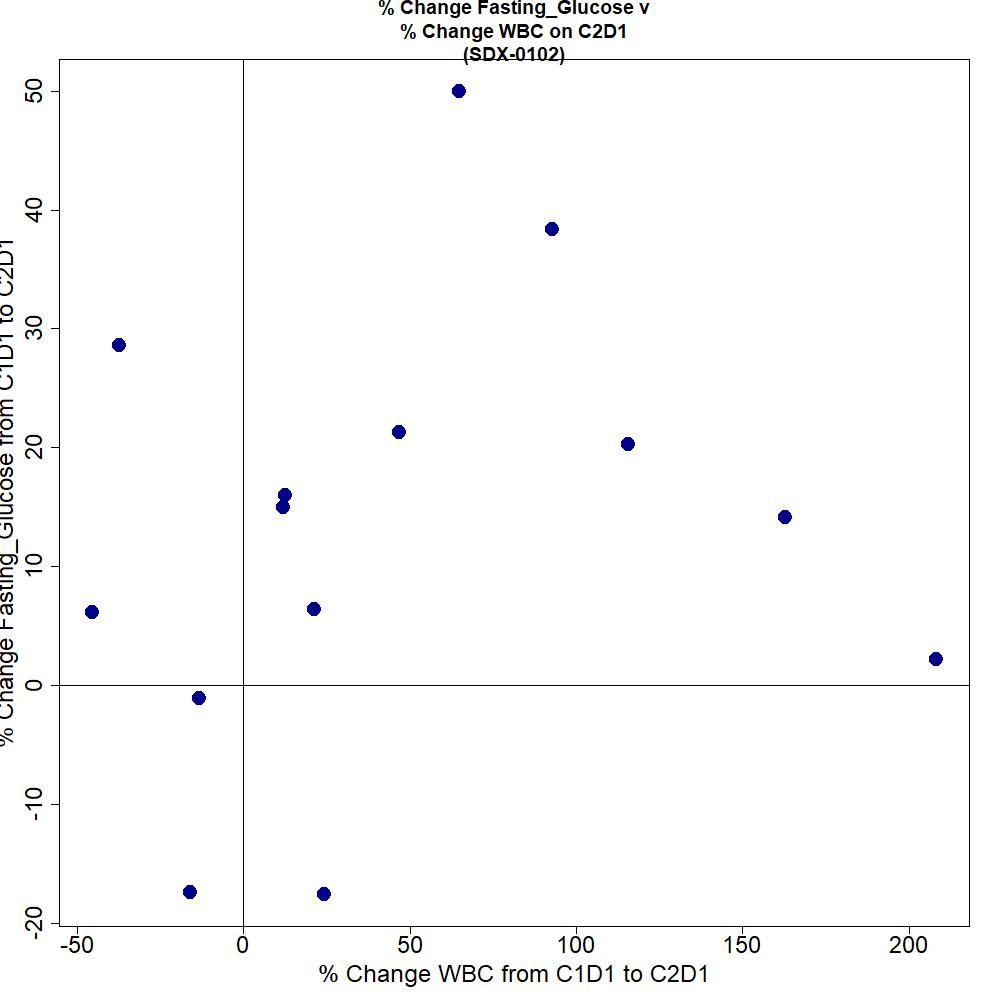 % Change Fasting_Glucose v
% Change WBC on C2D1
(SDX-0102)
% Change Fasting_Glucose from C1D1 to C2D1
50
40
30
20
10
0
-10
-20
-50
0
50
100
150
200
% Change WBC from C1D1 to C2D1